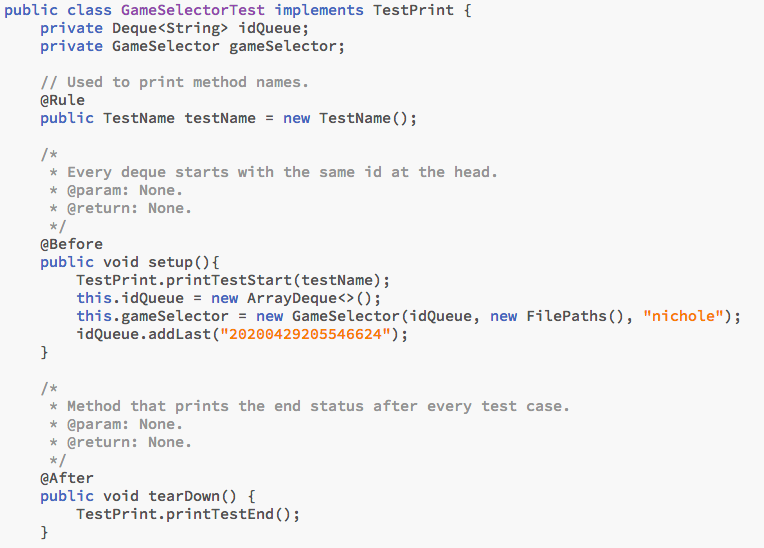 public class GameSelectorTest implements TestPrint {
    private Deque<String> idQueue;
    private GameSelector gameSelector;

    // Used to print method names.
    @Rule
    public TestName testName = new TestName();

    /*
     * Every deque starts with the same id at the head.
     * @param: None.
     * @return: None.
     */
    @Before
    public void setup(){
        TestPrint.printTestStart(testName);
        this.idQueue = new ArrayDeque<>();
        this.gameSelector = new GameSelector(idQueue, new FilePaths(), "nichole");
        idQueue.addLast("20200429205546624");
    }

    /*
     * Method that prints the end status after every test case.
     * @param: None.
     * @return: None.
     */
    @After
    public void tearDown() {
        TestPrint.printTestEnd();
    }